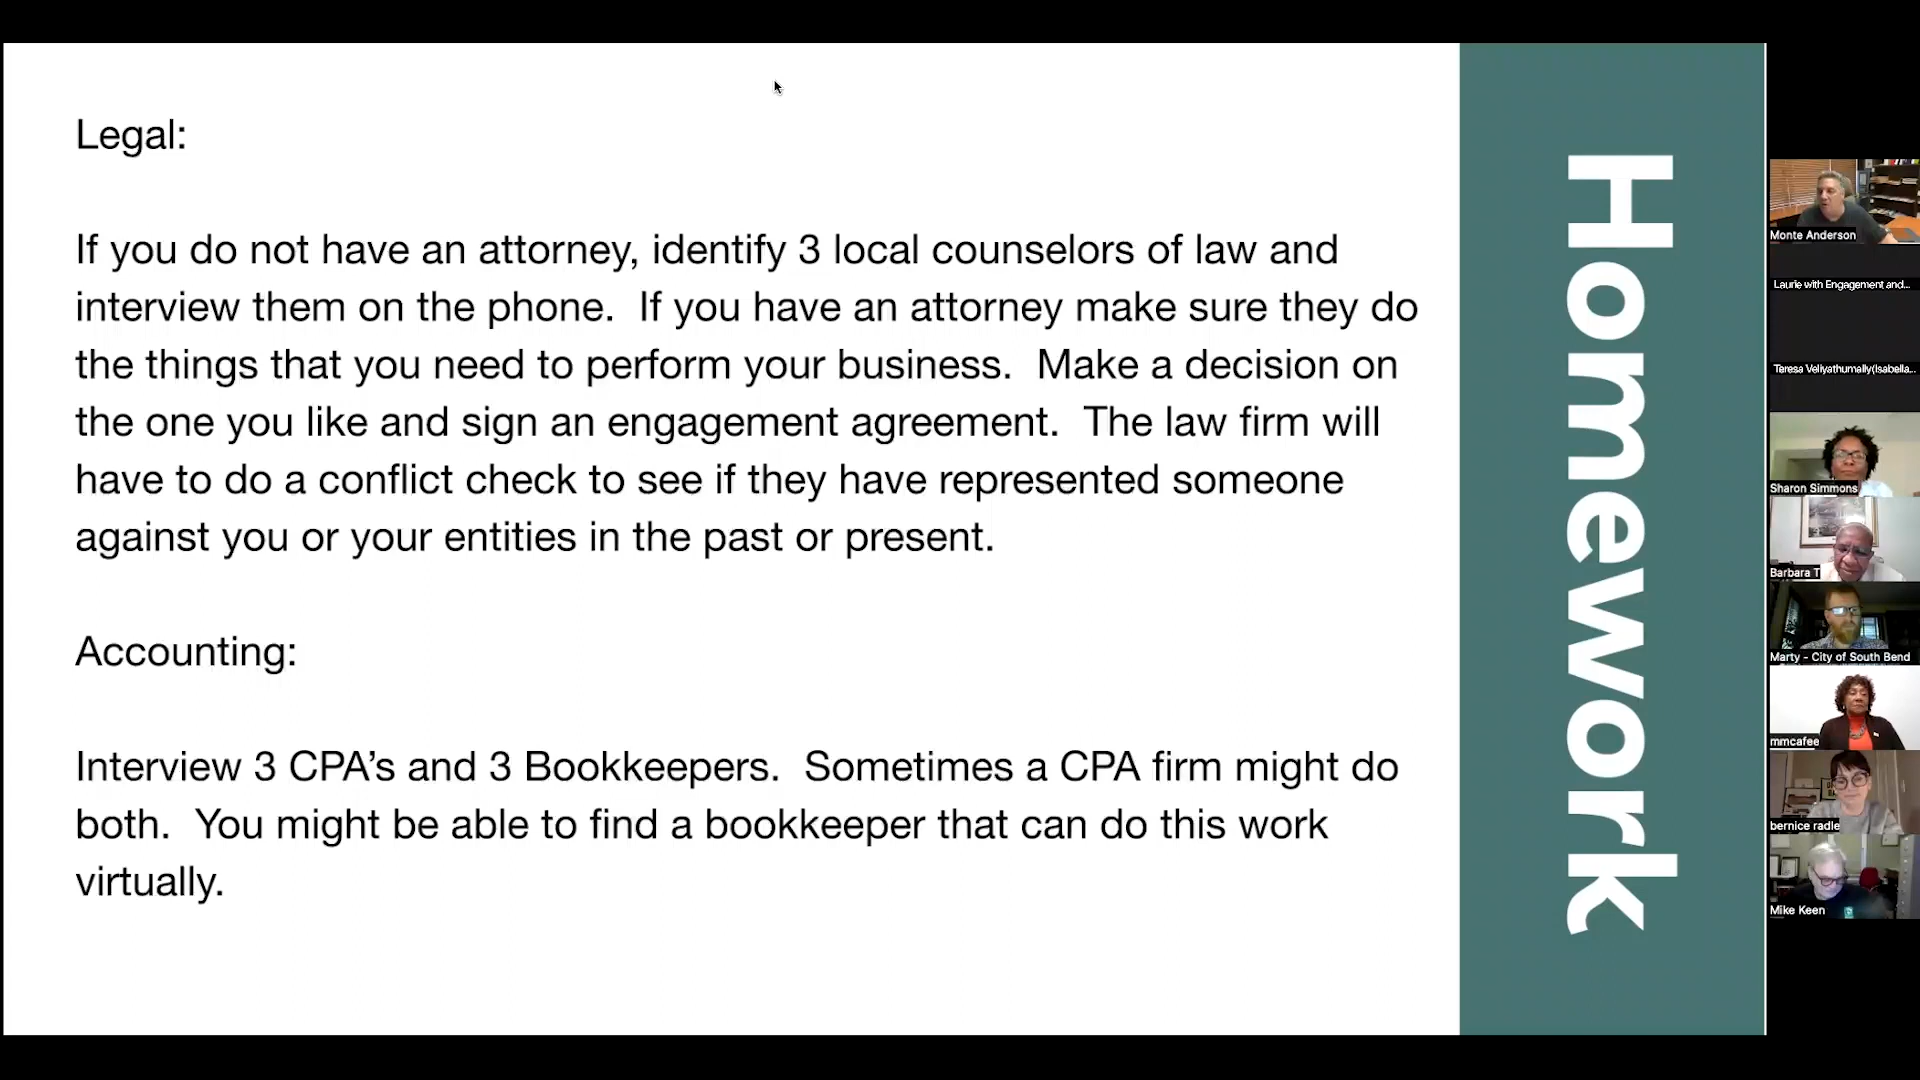 Legal:
If you do not have an attorney, identify 3 local counselors of law and
interview them on the phone.  If you have an attorney make sure they do
the things that you need to perform your business.  Make a decision on
the one you like and sign an engagement agreement.  The law firm will
have to do a conflict check to see if they have represented someone
against you or your entities in the past or present.
Accounting:
Interview 3 CPA’s and 3 Bookkeepers.  Sometimes a CPA firm might do
both.  You might be able to find a bookkeeper that can do this work
virtually.
Homework
Monte Anderson
Laurie with Engagement and...
Teresa Veliyathumally(Isabella...
Sharon Simmons
Barbara T
Marty - City of South Bend
mmcafee
bernice radle
Mike Keen